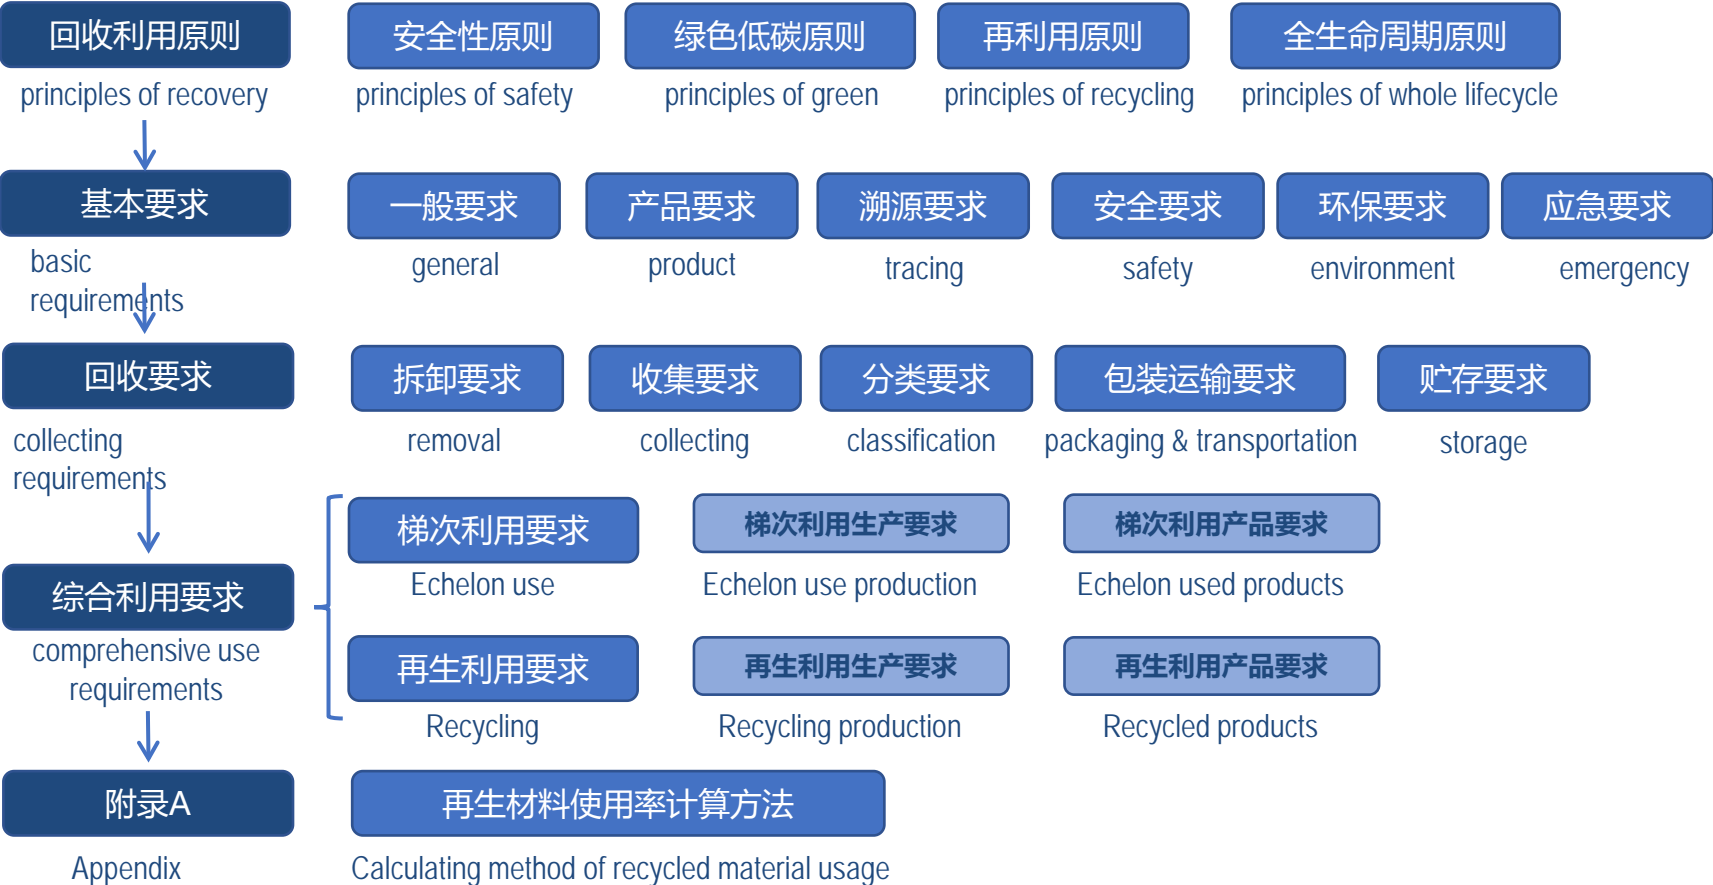 回收利用原则
安全性原则
绿色低碳原则
再利用原则
全生命周期原则
principles of recovery
principles of safety
principles of green
principles of recycling
principles of whole lifecycle
基本要求
一般要求
产品要求
溯源要求
安全要求
环保要求
应急要求
basic
requirements
general
product
tracing
safety
environment
emergency
回收要求
拆卸要求
收集要求
分类要求
包装运输要求
贮存要求
collecting
requirements
removal
collecting
classification
packaging & transportation
storage
综合利用要求
comprehensive use
requirements
梯次利用要求
梯次利用生产要求
梯次利用产品要求
Echelon use
Echelon use production
Echelon used products
再生利用要求
再生利用生产要求
再生利用产品要求
Recycling
Recycling production
Recycled products
附录A
再生材料使用率计算方法
Appendix
Calculating method of recycled material usage